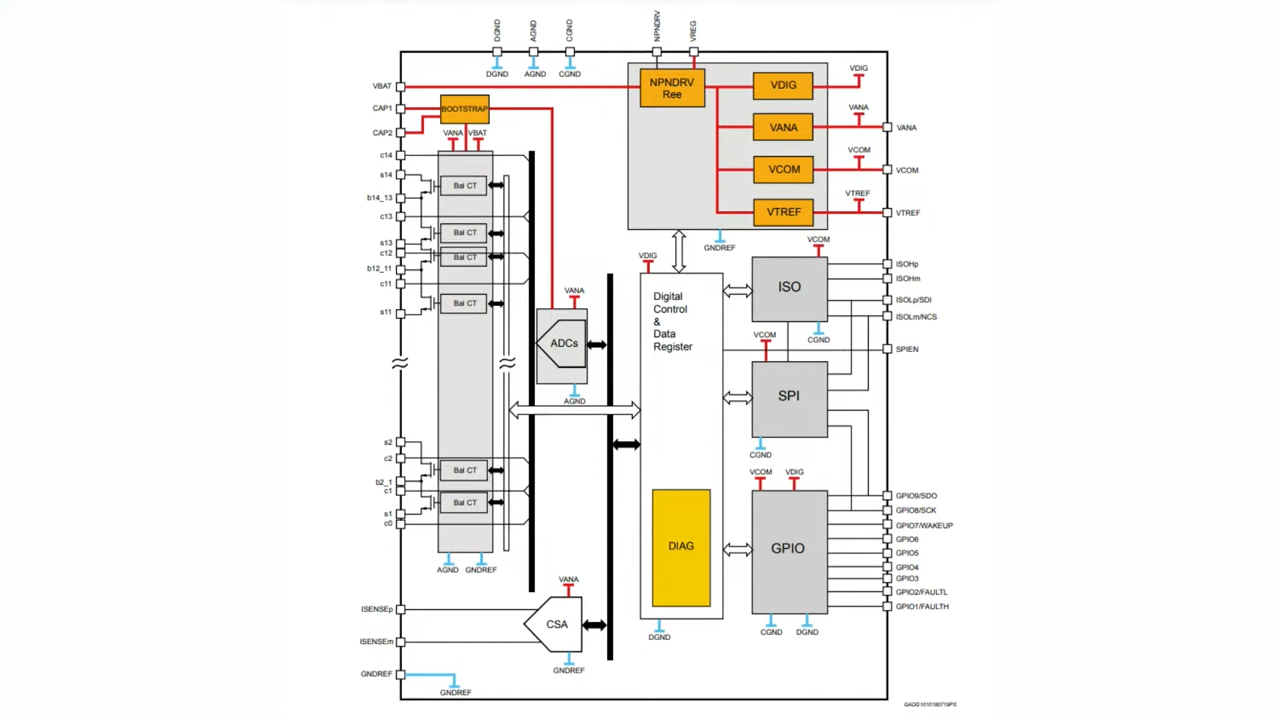 DGND
AGND
CGND
NPNDRV
VREG
DGND
AGND
CGND
VBAT
CAP1
CAP2
BOOTSTRAP
VANA
VBAT
NPNDRV
Ree
VDIG
VDIG
VANA
VANA
VANA
VCOM
VCOM
VCOM
VTREF
VTREF
VTREF
GNDREF
c14
s14
b14_13
c13
s13
c12
b12_11
c11
s11
Bal CT
Bal CT
Bal CT
Bal CT
s2
c2
b2_1
c1
s1
c0
Bal CT
Bal CT
AGND
GNDREF
VANA
ADCs
AGND
VDIG
Digital
Control
&
Data
Register
DIAG
DGND
VCOM
ISO
CGND
ISOHp
ISOHm
ISOLp/SDI
ISOLm/NCS
SPIEN
VCOM
SPI
CGND
VCOM
VDIG
GPIO
CGND
DGND
GPIO9/SDO
GPIO8/SCK
GPIO7/WAKEUP
GPIO6
GPIO5
GPIO4
GPIO3
GPIO2/FAULTL
GPIO1/FAULTH
ISENSEp
ISENSEm
VANA
CSA
GNDREF
GNDREF
GNDREF
GADG1010180719PS